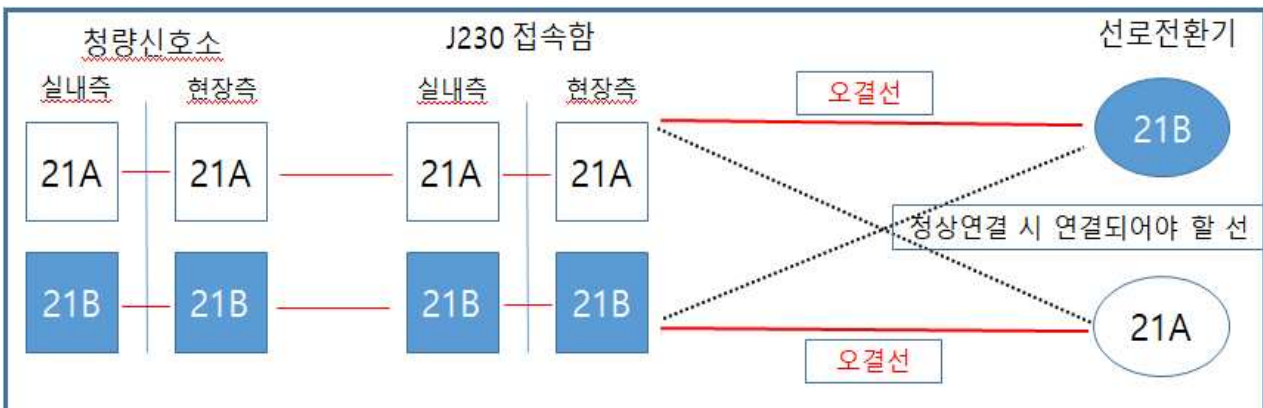 청량신호소
J230 접속함
선로전환기
실내측
현장측
실내측
현장측
오결선
21A
21A
21A
21A
21B
정상연결 시 연결되어야 할 선
21B
21B
21B
21B
21A
오결선